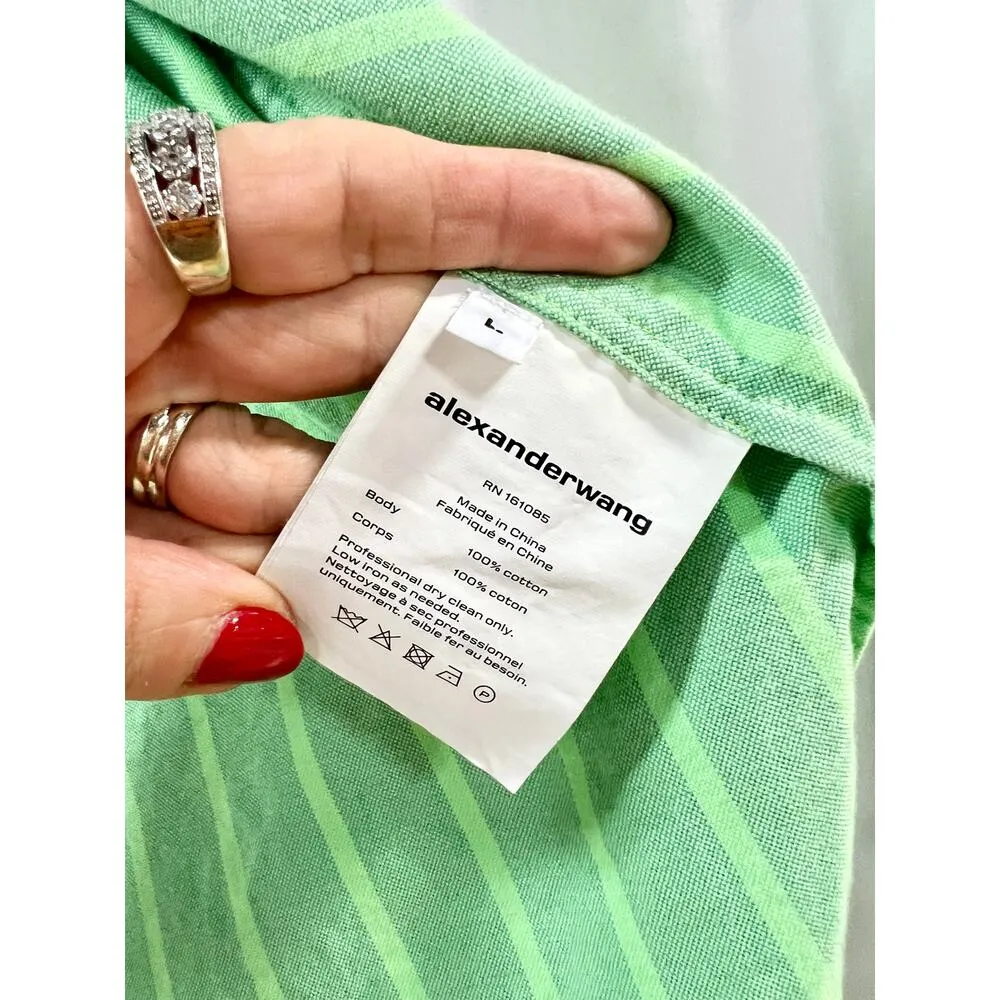 L
alexanderwang
RN 161085
Made in China
Fabriqué en Chine
Body 100% cotton
Corps 100% coton
Professional dry clean only.
Low Iron as needed.
Nettoyage à sec professionnel
uniquement. Faible fer au besoin.
P